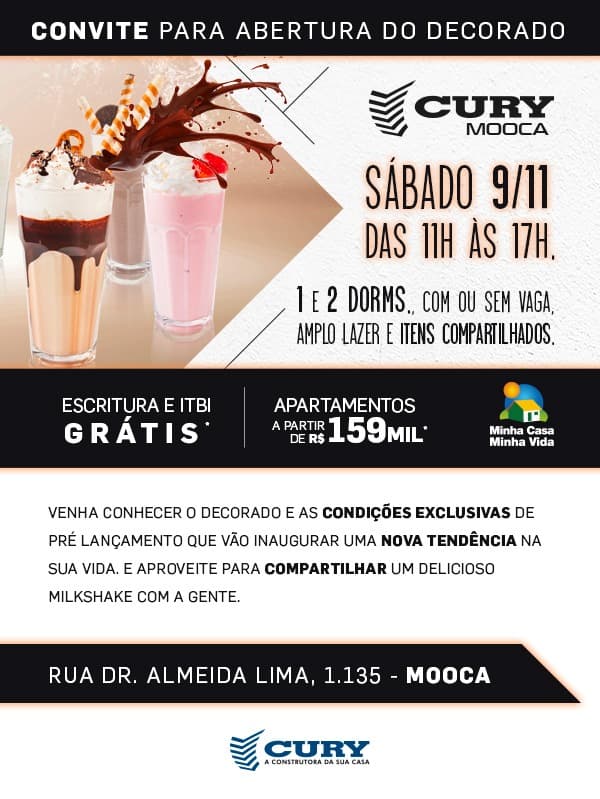 CONVITE PARA ABERTURA DO DECORADO
CURY
MOOCA
SÁBADO 9/11
DAS 11H ÀS 17H.
1 E 2 DORMS., COM OU SEM VAGA,
AMPLO LAZER E ITENS COMPARTILHADOS.
ESCRITURA E ITBI
GRÁTIS*
APARTAMENTOS
A PARTIR
DE R$ 159MIL*
Minha Casa
Minha Vida
VENHA CONHECER O DECORADO E AS CONDIÇÕES EXCLUSIVAS DE
PRÉ LANÇAMENTO QUE VÃO INAUGURAR UMA NOVA TENDÊNCIA NA
SUA VIDA. E APROVEITE PARA COMPARTILHAR UM DELICIOSO
MILKSHAKE COM A GENTE.
RUA DR. ALMEIDA LIMA, 1.135 - MOOCA
CURY
A CONSTRUTORA DA SUA CASA